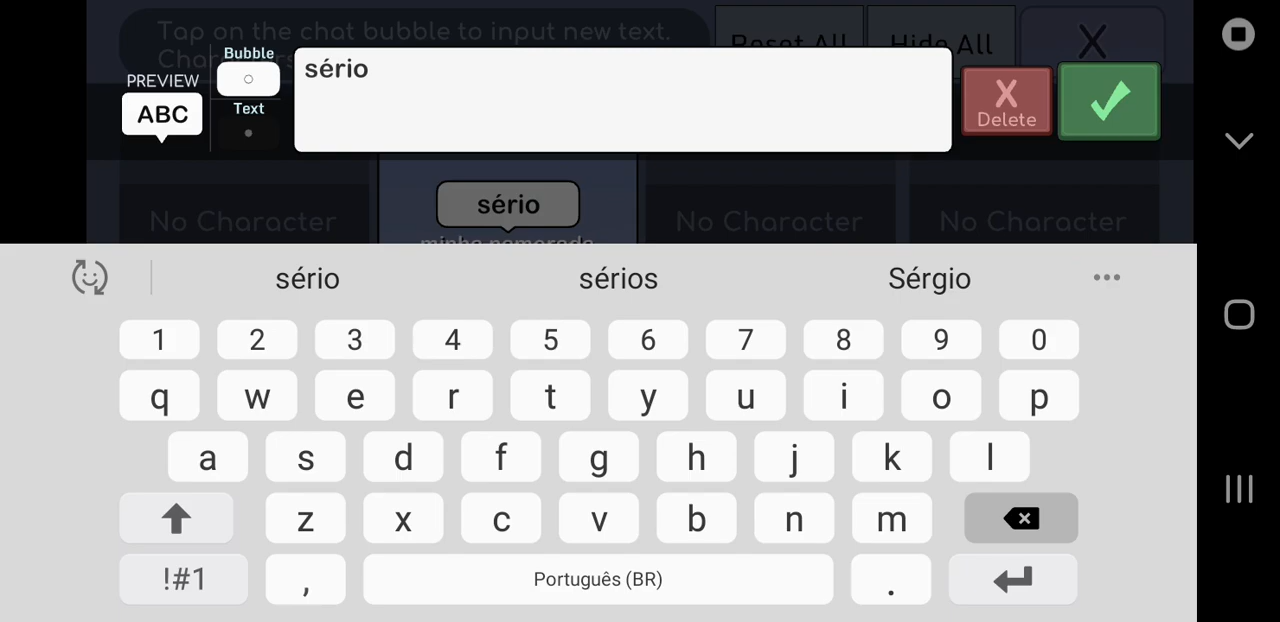 Tap on the chat bubble to input new text.
Reset All
Hide All
X
Bubble
PREVIEW
ABC
Text
sério
X
Delete
No Character
sério
No Character
No Character
minha namorada
sério
sérios
Sérgio
1 2 3 4 5 6 7 8 9 0
q w e r t y u i o p
a s d f g h j k l
z x c v b n m
!#1 , Português (BR) .